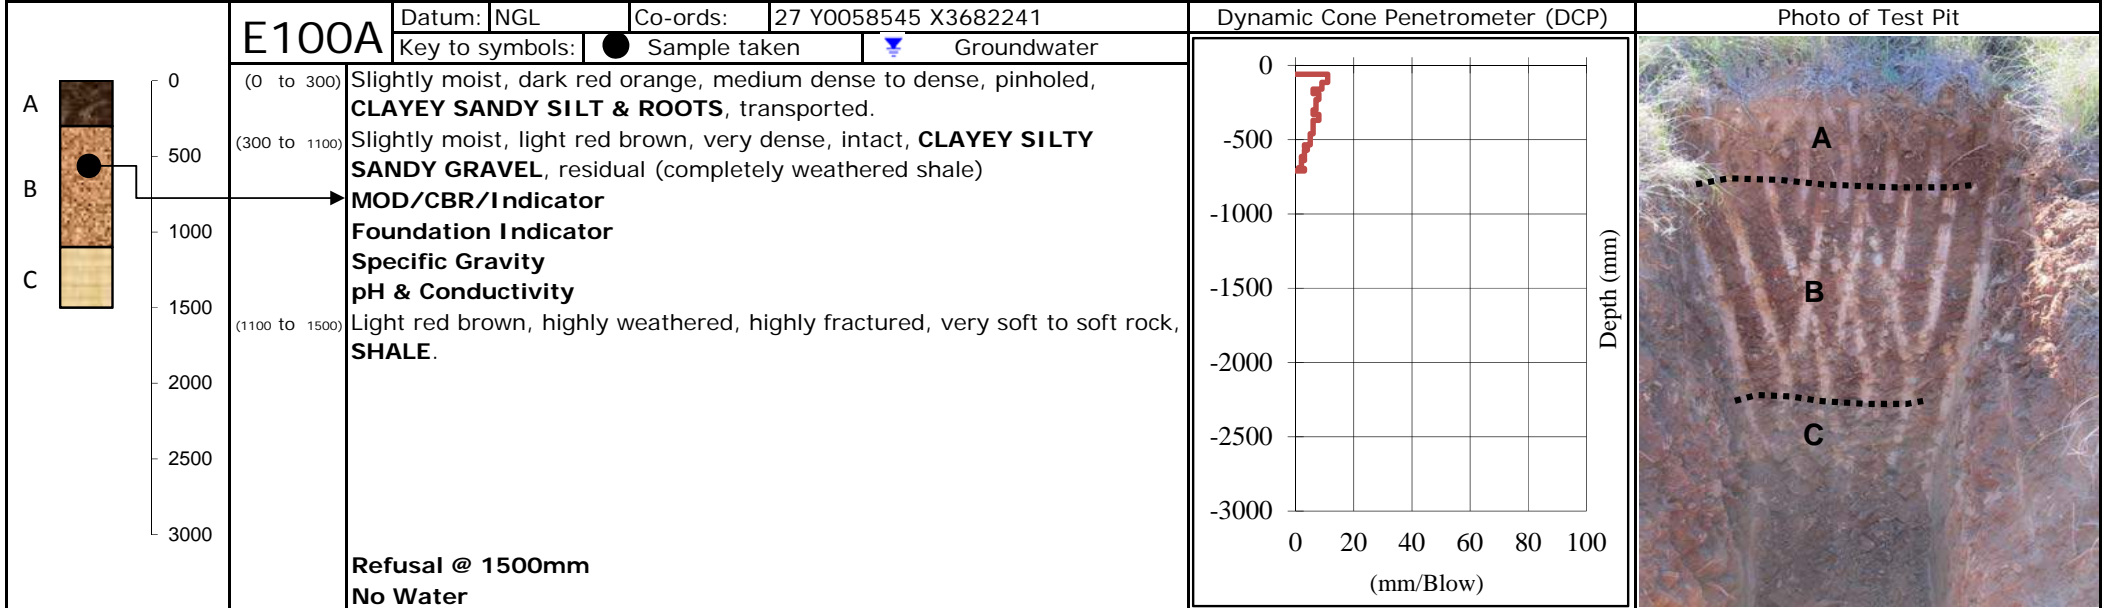 E100A
Datum: NGL Co-ords: 27 Y0058545 X3682241
Key to symbols: Sample taken Groundwater
Dynamic Cone Penetrometer (DCP)
Photo of Test Pit
A
B
C
0
500
1000
1500
2000
2500
3000
(0 to 300) Slightly moist, dark red orange, medium dense to dense, pinholed,
CLAYEY SANDY SILT & ROOTS, transported.
(300 to 1100) Slightly moist, light red brown, very dense, intact, CLAYEY SILTY
SANDY GRAVEL, residual (completely weathered shale)
MOD/CBR/Indicator
Foundation Indicator
Specific Gravity
pH & Conductivity
(1100 to 1500) Light red brown, highly weathered, highly fractured, very soft to soft rock,
SHALE.
Refusal @ 1500mm
No Water
0
-500
-1000
-1500
-2000
-2500
-3000
0 20 40 60 80 100
(mm/Blow)
Depth (mm)
A
B
C